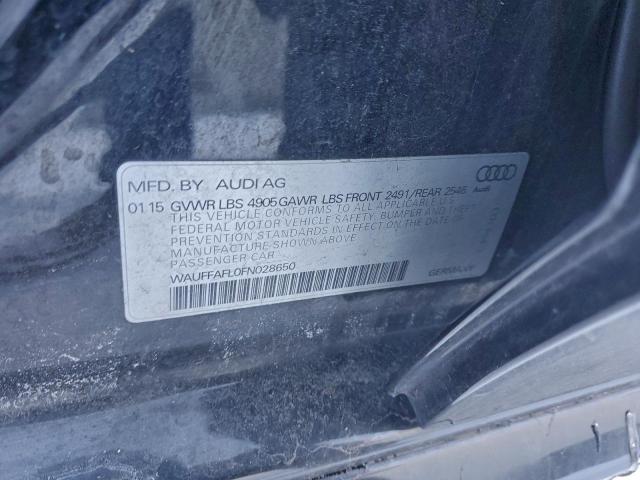 MFD. BY AUDI AG
01 15 GVWR LBS 4905 GAWR LBS FRONT 2491/REAR 2546
THIS VEHICLE CONFORMS TO ALL APPLICABLE U.S.
FEDERAL MOTOR VEHICLE SAFETY, BUMPER AND THEFT
PREVENTION STANDARDS IN EFFECT ON THE DATE OF
MANUFACTURE SHOWN ABOVE
PASSENGER CAR
WAUFFAFL0FN028650
GERMANY
Audi